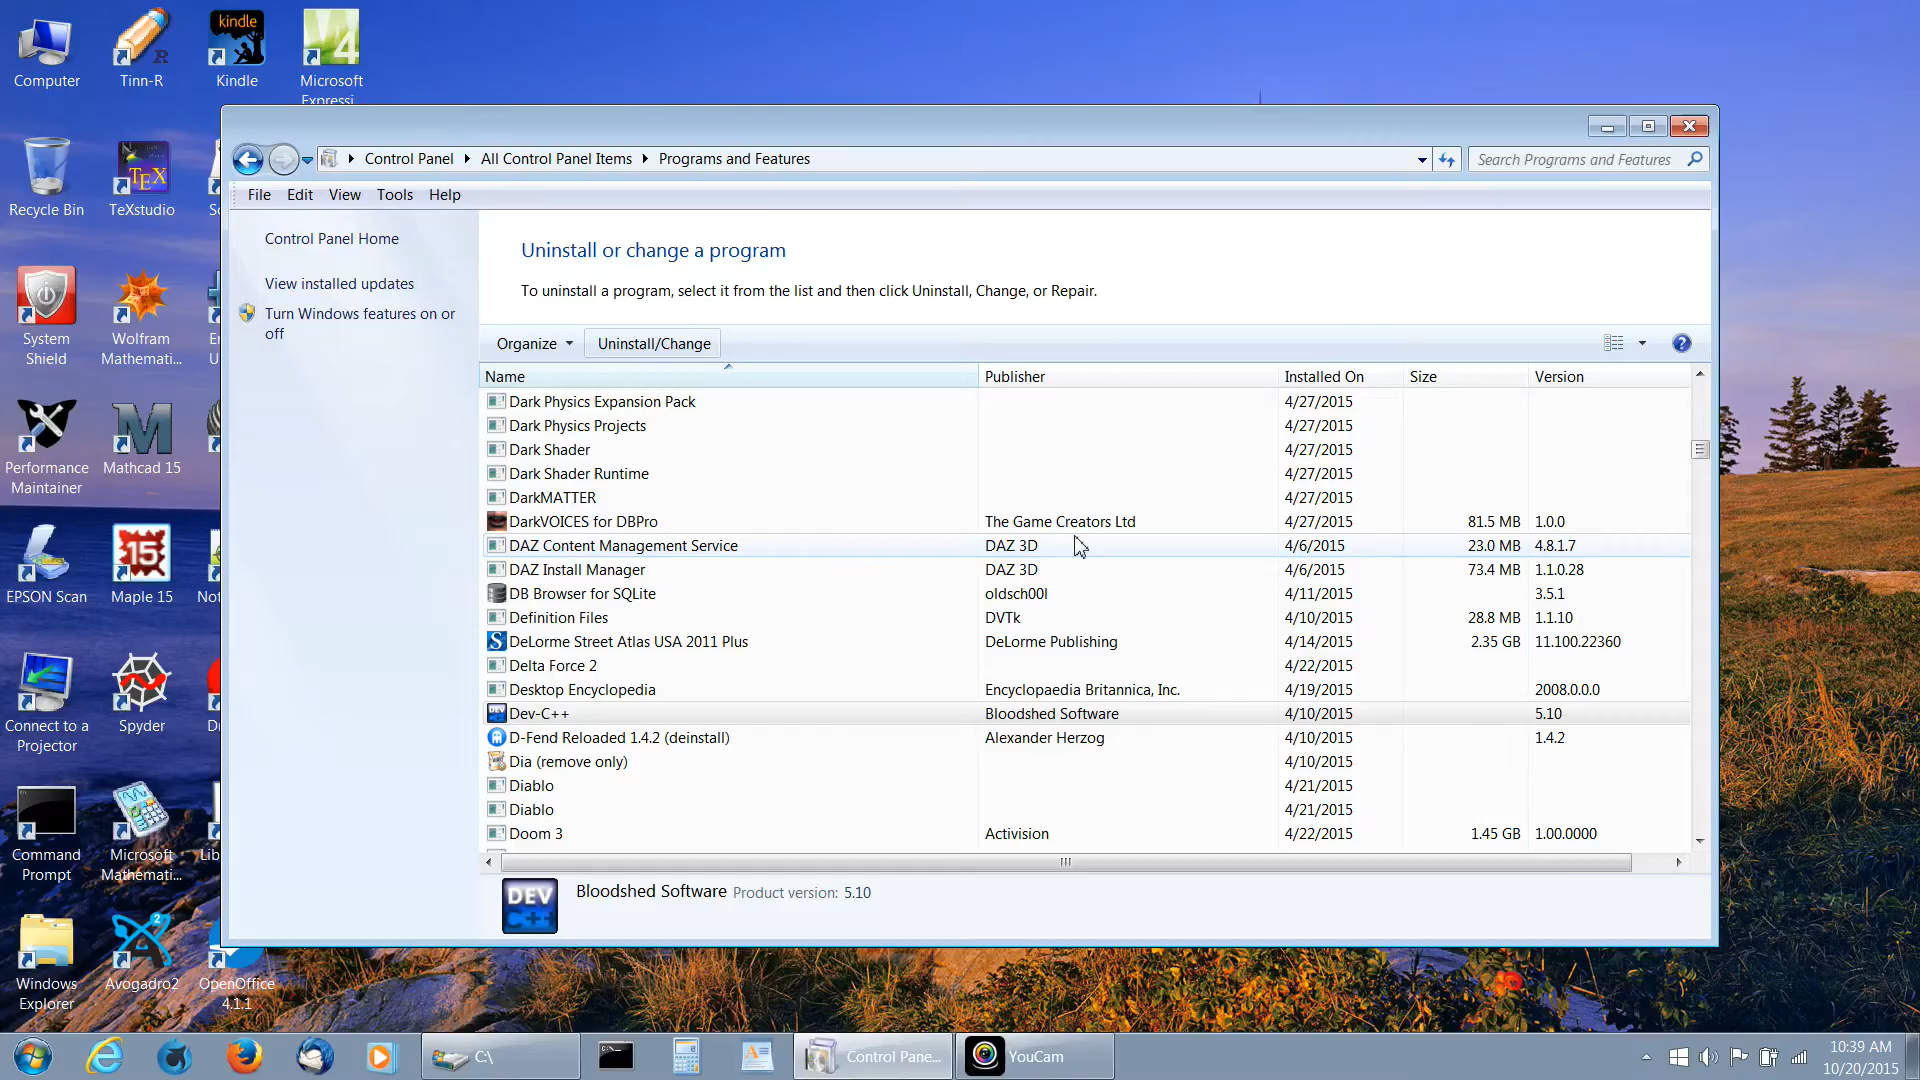 Computer
Tinn-R
kindle
Kindle
Microsoft
Expressi...
Recycle Bin
TeXstudio
System
Shield
Wolfram
Mathemati...
Performance
Maintainer
Mathcad 15
EPSON Scan
15
Maple 15
Connect to a
Projector
Spyder
Command
Prompt
Microsoft
Mathemati...
Windows
Explorer
Avogadro2
OpenOffice
4.1.1
Control Panel
All Control Panel Items
Programs and Features
Search Programs and Features
File Edit View Tools Help
Control Panel Home
View installed updates
Turn Windows features on or
off
Uninstall or change a program
To uninstall a program, select it from the list and then click Uninstall, Change, or Repair.
Organize Uninstall/Change
Name Publisher Installed On Size Version
Dark Physics Expansion Pack 4/27/2015
Dark Physics Projects 4/27/2015
Dark Shader 4/27/2015
Dark Shader Runtime 4/27/2015
DarkMATTER 4/27/2015
DarkVOICES for DBPro The Game Creators Ltd 4/27/2015 81.5 MB 1.0.0
DAZ Content Management Service DAZ 3D 4/6/2015 23.0 MB 4.8.1.7
DAZ Install Manager DAZ 3D 4/6/2015 73.4 MB 1.1.0.28
DB Browser for SQLite oldsch00l 4/11/2015 3.5.1
Definition Files DVTk 4/10/2015 28.8 MB 1.1.10
DeLorme Street Atlas USA 2011 Plus DeLorme Publishing 4/14/2015 2.35 GB 11.100.22360
Delta Force 2 4/22/2015
Desktop Encyclopedia Encyclopaedia Britannica, Inc. 4/19/2015 2008.0.0.0
Dev-C++ Bloodshed Software 4/10/2015 5.10
D-Fend Reloaded 1.4.2 (deinstall) Alexander Herzog 4/10/2015 1.4.2
Dia (remove only) 4/10/2015
Diablo 4/21/2015
Diablo 4/21/2015
Doom 3 Activision 4/22/2015 1.45 GB 1.00.0000
DEV
C++
Bloodshed Software Product version: 5.10
C:\
Control Pane...
YouCam
10:39 AM
10/20/2015